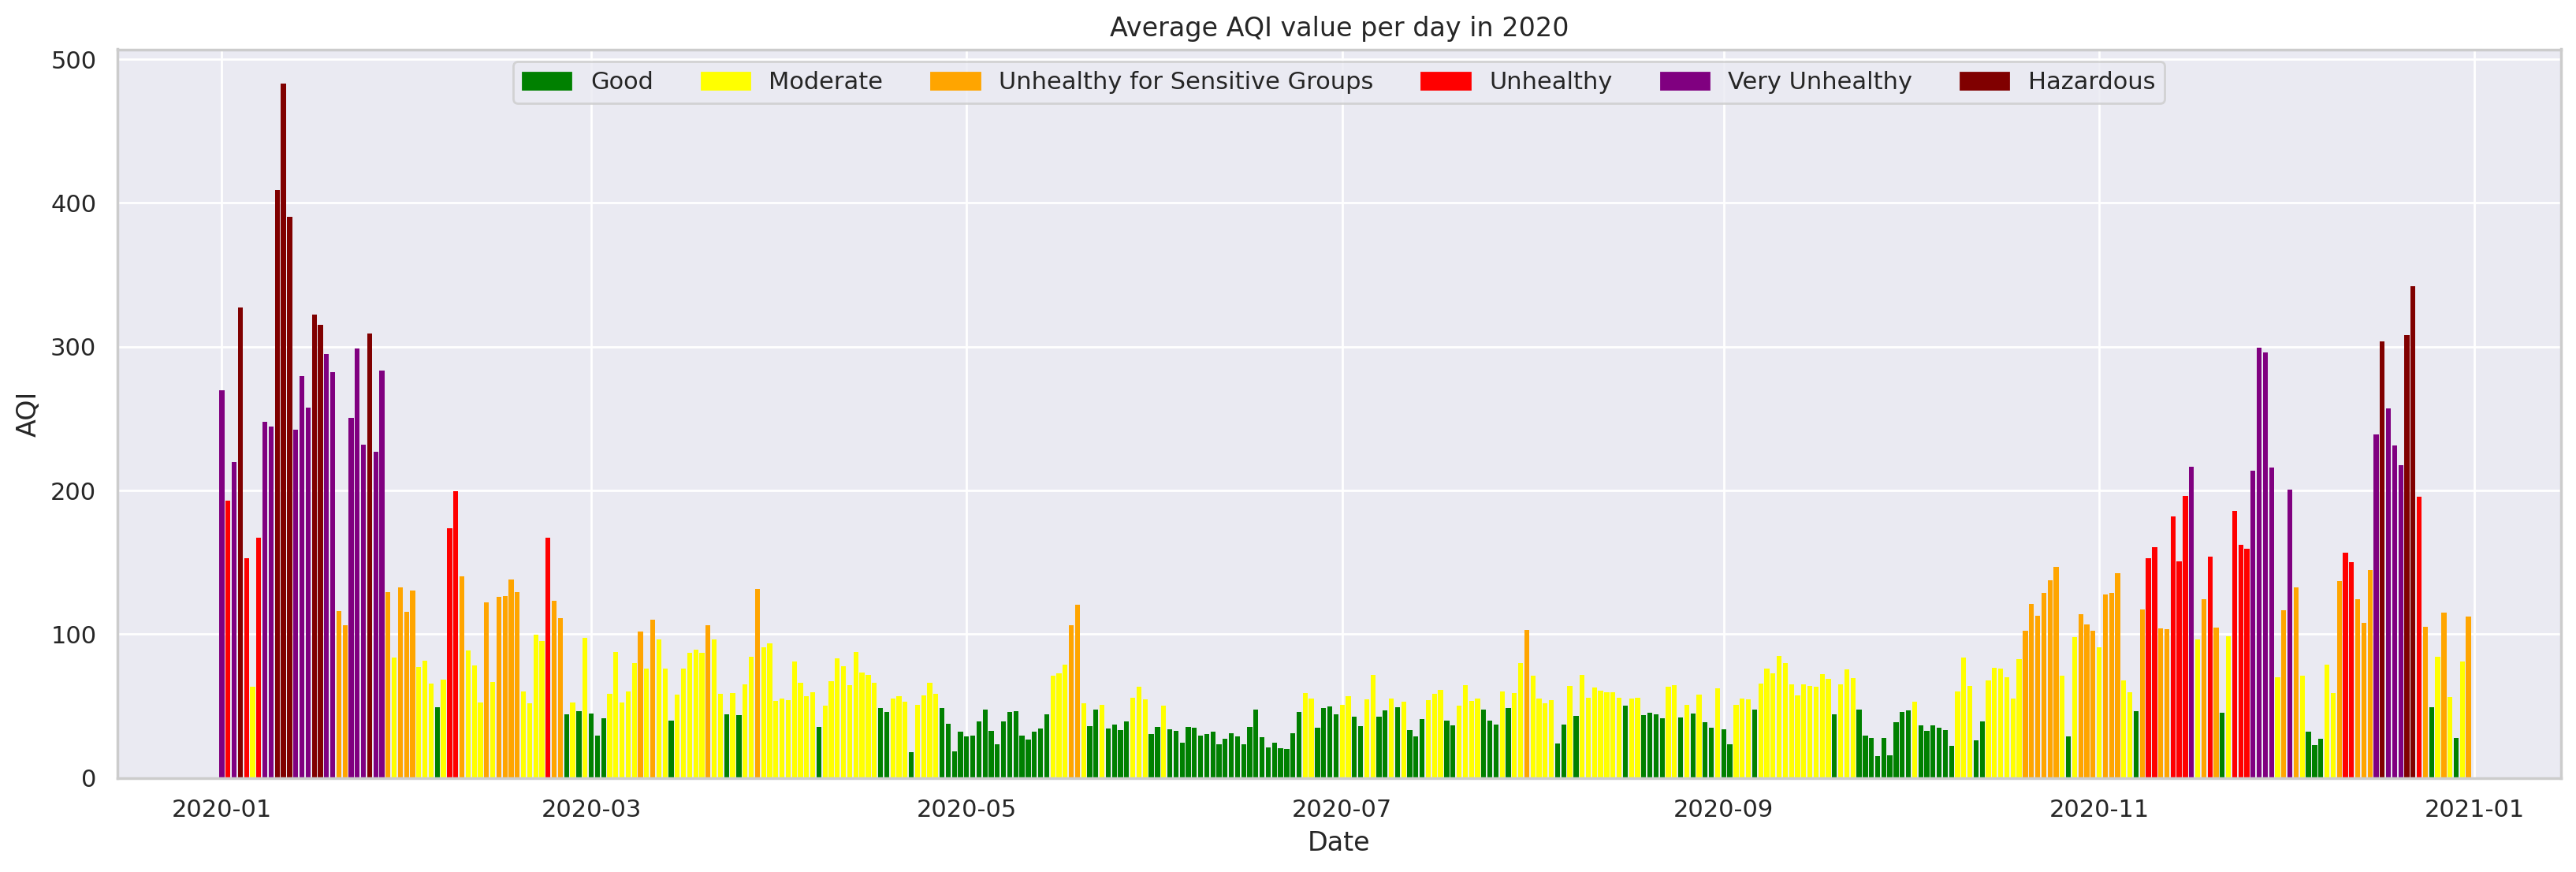 Average AQI value per day in 2020
Good Moderate Unhealthy for Sensitive Groups Unhealthy Very Unhealthy Hazardous
500
400
300
200
100
0
AQI
2020-01 2020-03 2020-05 2020-07 2020-09 2020-11 2021-01
Date